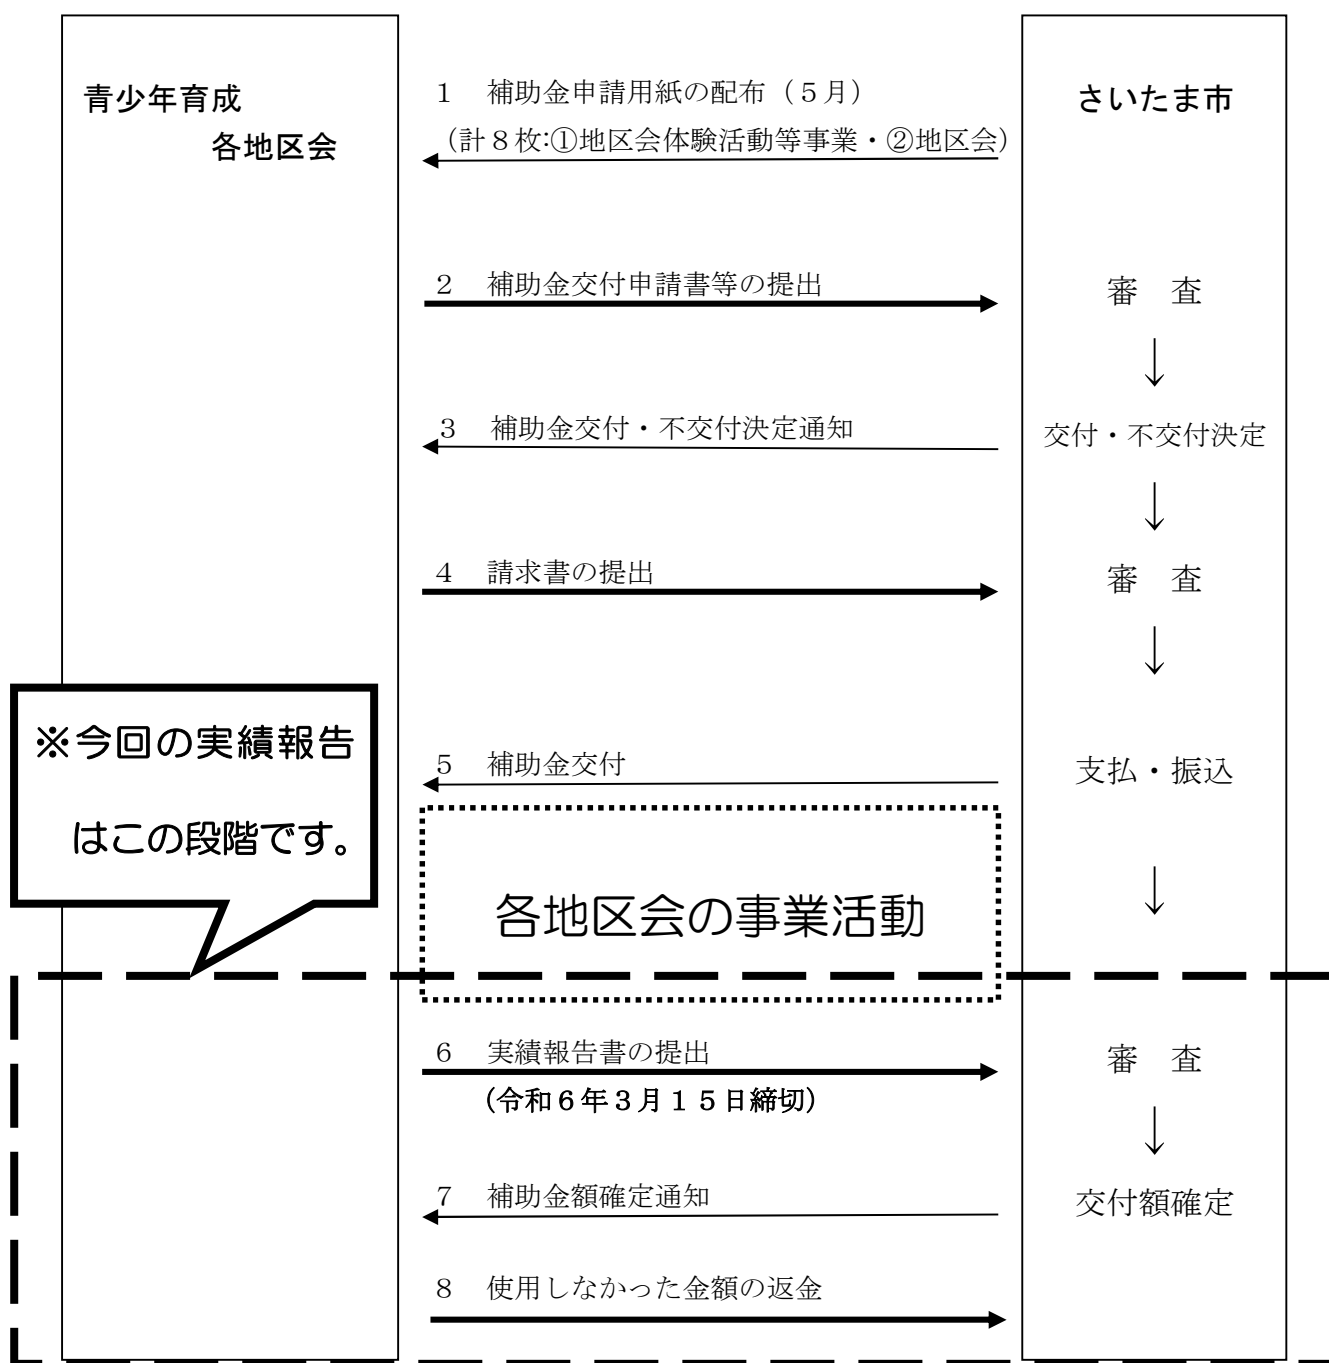 青少年育成
各地区会
さいたま市
1 補助金申請用紙の配布（５月）
(計８枚:①地区会体験活動等事業・②地区会)
2 補助金交付申請書等の提出
審 査
↓
3 補助金交付・不交付決定通知
交付・不交付決定
↓
4 請求書の提出
審 査
↓
※今回の実績報告
はこの段階です。
5 補助金交付
支払・振込
↓
各地区会の事業活動
6 実績報告書の提出
(令和６年３月１５日締切)
審 査
↓
7 補助金額確定通知
交付額確定
8 使用しなかった金額の返金